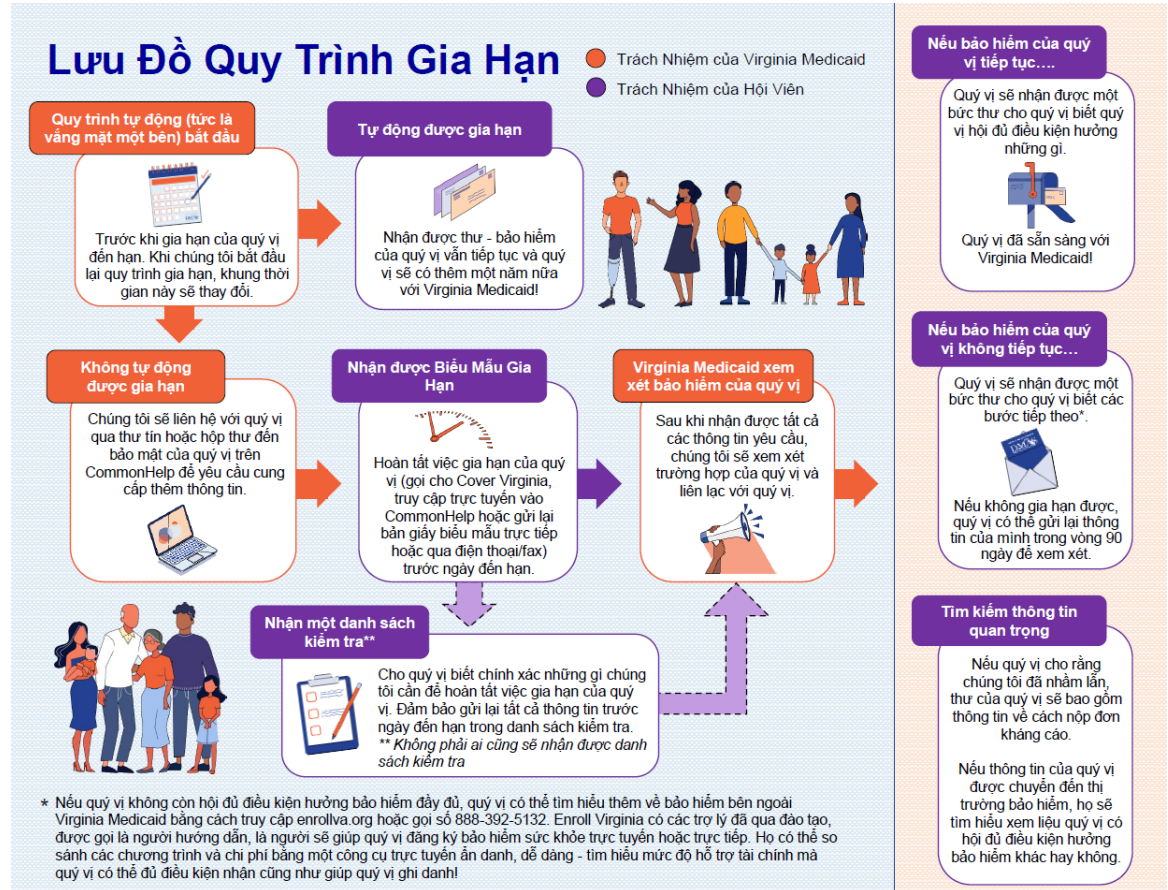 Lưu Đồ Quy Trình Gia Hạn
Trách Nhiệm của Virginia Medicaid
Trách Nhiệm của Hội Viên
Quy trình tự động (tức là
vắng mặt một bên) bắt đầu
Trước khi gia hạn của quý vị
đến hạn. Khi chúng tôi bắt đầu
lại quy trình gia hạn, khung thời
gian này sẽ thay đổi.
Tự động được gia hạn
Nhận được thư - bảo hiểm
của quý vị vẫn tiếp tục và quý
vị sẽ có thêm một năm nữa
với Virginia Medicaid!
Không tự động
được gia hạn
Chúng tôi sẽ liên hệ với quý vị
qua thư tín hoặc hộp thư đến
bảo mật của quý vị trên
CommonHelp để yêu cầu cung
cấp thêm thông tin.
Nhận được Biểu Mẫu Gia
Hạn
Hoàn tất việc gia hạn của quý
vị (gọi cho Cover Virginia,
truy cập trực tuyến vào
CommonHelp hoặc gửi lại
bản giấy biểu mẫu trực tiếp
hoặc qua điện thoại/fax)
trước ngày đến hạn.
Virginia Medicaid xem
xét bảo hiểm của quý vị
Sau khi nhận được tất cả
các thông tin yêu cầu,
chúng tôi sẽ xem xét
trường hợp của quý vị và
liên lạc với quý vị.
Nhận một danh sách
kiểm tra**
Cho quý vị biết chính xác những gì chúng
tôi cần để hoàn tất việc gia hạn của quý
vị. Đảm bảo gửi lại tất cả thông tin trước
ngày đến hạn trong danh sách kiểm tra.
** Không phải ai cũng sẽ nhận được danh
sách kiểm tra
* Nếu quý vị không còn hội đủ điều kiện hưởng bảo hiểm đầy đủ, quý vị có thể tìm hiểu thêm về bảo hiểm bên ngoài
Virginia Medicaid bằng cách truy cập enrollva.org hoặc gọi số 888-392-5132. Enroll Virginia có các trợ lý đã qua đào tạo,
được gọi là người hướng dẫn, là người sẽ giúp quý vị đăng ký bảo hiểm sức khỏe trực tuyến hoặc trực tiếp. Họ có thể so
sánh các chương trình và chi phí bằng một công cụ trực tuyến ẩn danh, dễ dàng - tìm hiểu mức độ hỗ trợ tài chính mà
quý vị có thể đủ điều kiện nhận cũng như giúp quý vị ghi danh!
Nếu bảo hiểm của quý
vị tiếp tục….
Quý vị sẽ nhận được một
bức thư cho quý vị biết quý
vị hội đủ điều kiện hưởng
những gì.
Quý vị đã sẵn sàng với
Virginia Medicaid!
Nếu bảo hiểm của quý
vị không tiếp tục…
Quý vị sẽ nhận được một
bức thư cho quý vị biết các
bước tiếp theo*.
DMAS
Nếu không gia hạn được,
quý vị có thể gửi lại thông
tin của mình trong vòng 90
ngày để xem xét.
Tìm kiếm thông tin
quan trọng
Nếu quý vị cho rằng
chúng tôi đã nhầm lẫn,
thư của quý vị sẽ bao gồm
thông tin về cách nộp đơn
kháng cáo.
Nếu thông tin của quý vị
được chuyển đến thị
trường bảo hiểm, họ sẽ
tìm hiểu xem liệu quý vị có
hội đủ điều kiện hưởng
bảo hiểm khác hay không.